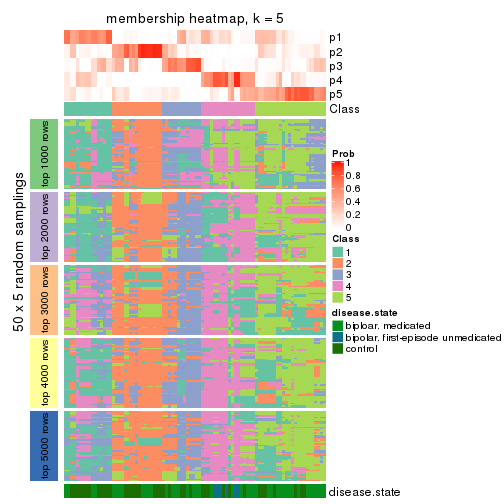 membership heatmap, k = 5
p1
p2
p3
p4
p5
Class
50 x 5 random samplings
top 1000 rows
top 2000 rows
top 3000 rows
top 4000 rows
top 5000 rows
Prob
1
0.8
0.6
0.4
0.2
0
Class
1
2
3
4
5
disease.state
biploar, medicated
bipolar, first-episode unmedicated
control
disease.state